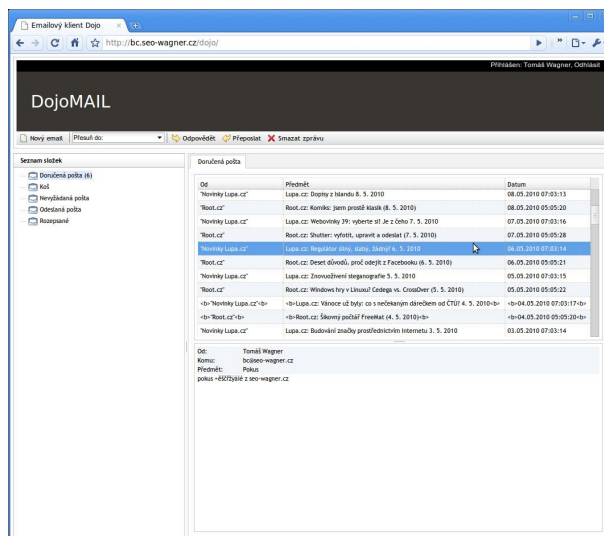 Emailový klient Dojo
http://bc.seo-wagner.cz/dojo/
Přihlášen: Tomáš Wagner, Odhlásit
DojoMAIL
Nový email Přesuň do: Odpovědět Přeposlat Smazat zprávu
Seznam složek
Doručená pošta (6)
Koš
Nevyžádaná pošta
Odeslaná pošta
Rozepsané
Doručená pošta
Od Předmět Datum
"Novinky Lupa.cz" Lupa.cz: Dopisy z Islandu 8. 5. 2010 08.05.2010 07:03:13
"Root.cz" Root.cz: Komiks: Jsem prostě klasik (8. 5. 2010) 08.05.2010 05:05:20
"Novinky Lupa.cz" Lupa.cz: Webovinky 39: vyberte si! Je z čeho 7. 5. 2010 07.05.2010 07:03:16
"Root.cz" Root.cz: Shutter: vyfotit, upravit a odeslat (7. 5. 2010) 07.05.2010 05:05:28
"Novinky Lupa.cz" Lupa.cz: Regulátor silný, slabý, žádný? 6. 5. 2010 06.05.2010 07:03:14
"Root.cz" Root.cz: Deset důvodů, proč odejít z Facebooku (6. 5. 2010) 06.05.2010 05:05:21
"Novinky Lupa.cz" Lupa.cz: Znovuoživení steganografie 5. 5. 2010 05.05.2010 07:03:15
"Root.cz" Root.cz: Windows hry v Linuxu? Cedega vs. CrossOver (5. 5. 2010) 05.05.2010 05:05:22
<b>"Novinky Lupa.cz"<b> <b>Lupa.cz: Vánoce už byly: co s nečekaným dárečkem od ČTÚ? 4. 5. 2010<b> <b>04.05.2010 07:03:17<b>
<b>"Root.cz"<b> <b>Root.cz: Šikovný počtář FreeMat (4. 5. 2010)<b> <b>04.05.2010 05:05:20<b>
"Novinky Lupa.cz" Lupa.cz: Budování značky prostřednictvím Internetu 3. 5. 2010 03.05.2010 07:03:14
Od: Tomáš Wagner
Komu: bc@seo-wagner.cz
Předmět: Pokus
pokus +ěščřžýáíé z seo-wagner.cz